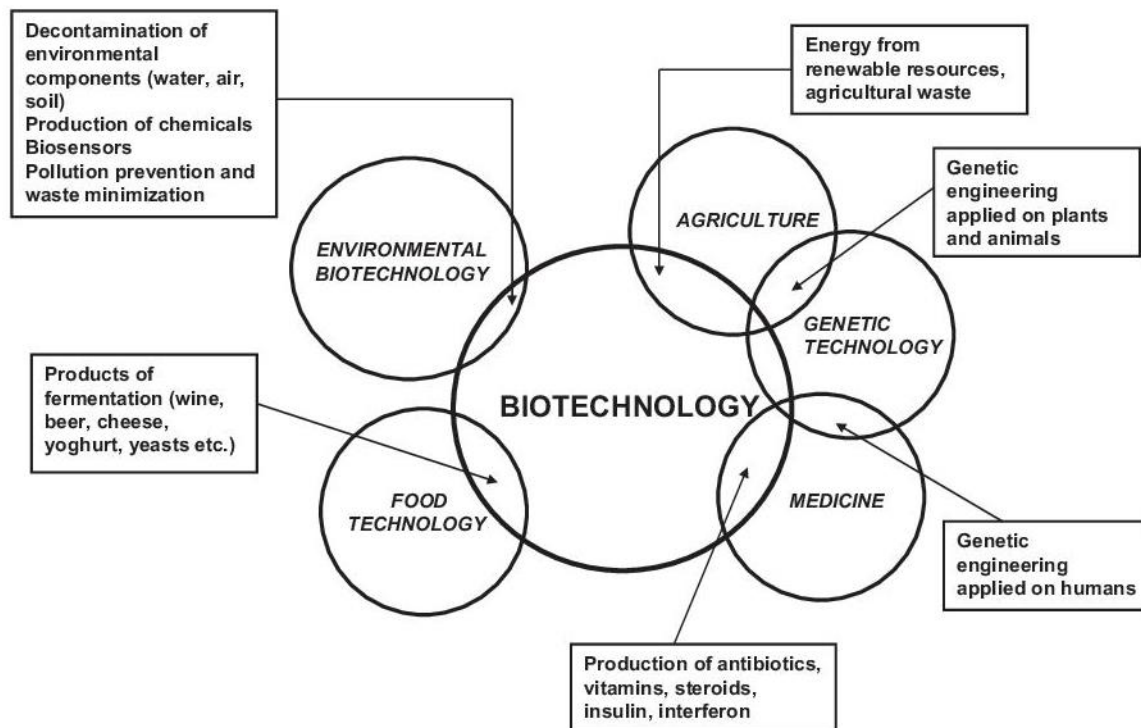 Decontamination of
environmental
components (water, air,
soil)
Production of chemicals
Biosensors
Pollution prevention and
waste minimization
Energy from
renewable resources,
agricultural waste
Genetic
engineering
applied on plants
and animals
AGRICULTURE
ENVIRONMENTAL
BIOTECHNOLOGY
GENETIC
TECHNOLOGY
Products of
fermentation (wine,
beer, cheese,
yoghurt, yeasts etc.)
BIOTECHNOLOGY
FOOD
TECHNOLOGY
MEDICINE
Genetic
engineering
applied on humans
Production of antibiotics,
vitamins, steroids,
insulin, interferon